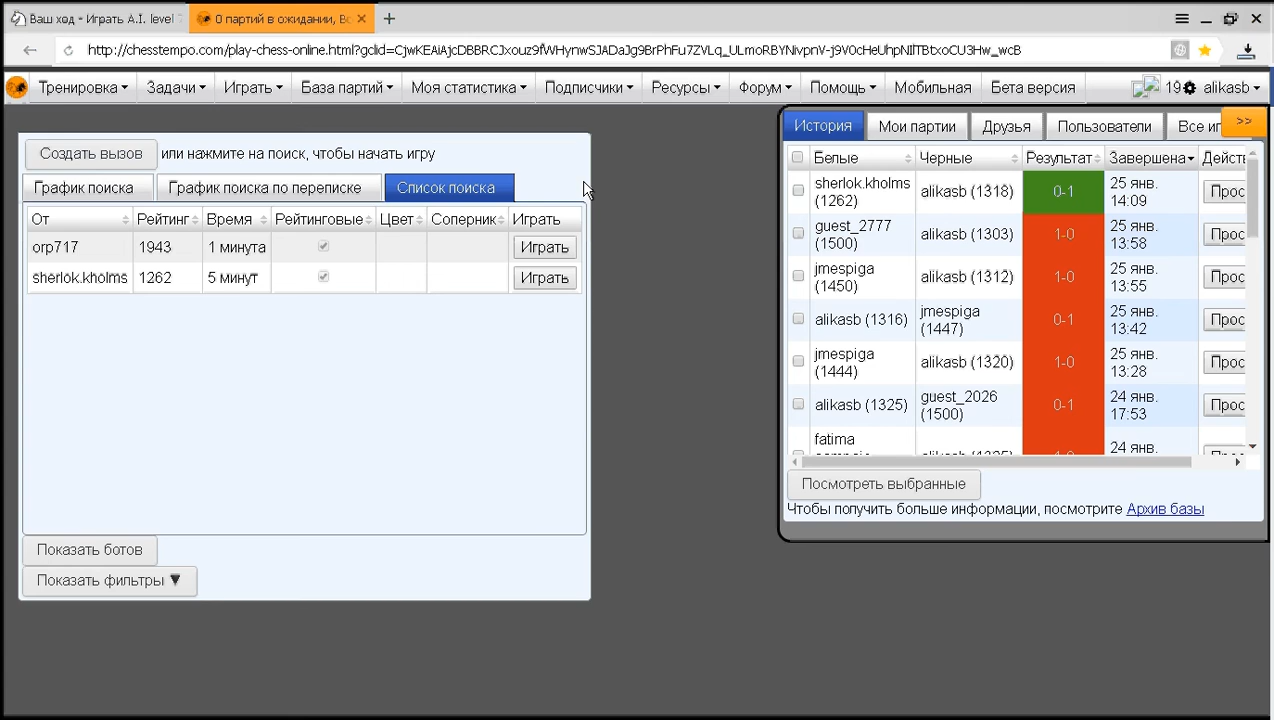 Ваш ход • Играть A.I. level
0 партий в ожидании, Вс
http://chesstempo.com/play-chess-online.html?gclid=CjwKEAiAjcDBBRCJxouz9fWHynwSJADaJg9BrPhFu7ZVLq_ULmoRBYNivpnV-j9V0cHeUhpNIlTBtxoCU3Hw_wcB
Тренировка Задачи Играть База партий Моя статистика Подписчики Ресурсы Форум Помощь Мобильная Бета версия 19 alikasb
Создать вызов или нажмите на поиск, чтобы начать игру
График поиска График поиска по переписке Список поиска
От Рейтинг Время Рейтинговые Цвет Соперник Играть
orp717 1943 1 минута Играть
sherlok.kholms 1262 5 минут Играть
Показать ботов
Показать фильтры ▼
История Мои партии Друзья Пользователи Все иг >>
Белые Черные Результат Завершена Дейст
sherlok.kholms (1262) alikasb (1318) 0-1 25 янв. 14:09 Прос
guest_2777 (1500) alikasb (1303) 1-0 25 янв. 13:58 Прос
jmespiga (1450) alikasb (1312) 1-0 25 янв. 13:55 Прос
alikasb (1316) jmespiga (1447) 0-1 25 янв. 13:42 Прос
jmespiga (1444) alikasb (1320) 1-0 25 янв. 13:28 Прос
alikasb (1325) guest_2026 (1500) 0-1 24 янв. 17:53 Прос
fatima 24 янв.
Посмотреть выбранные
Чтобы получить больше информации, посмотрите Архив базы